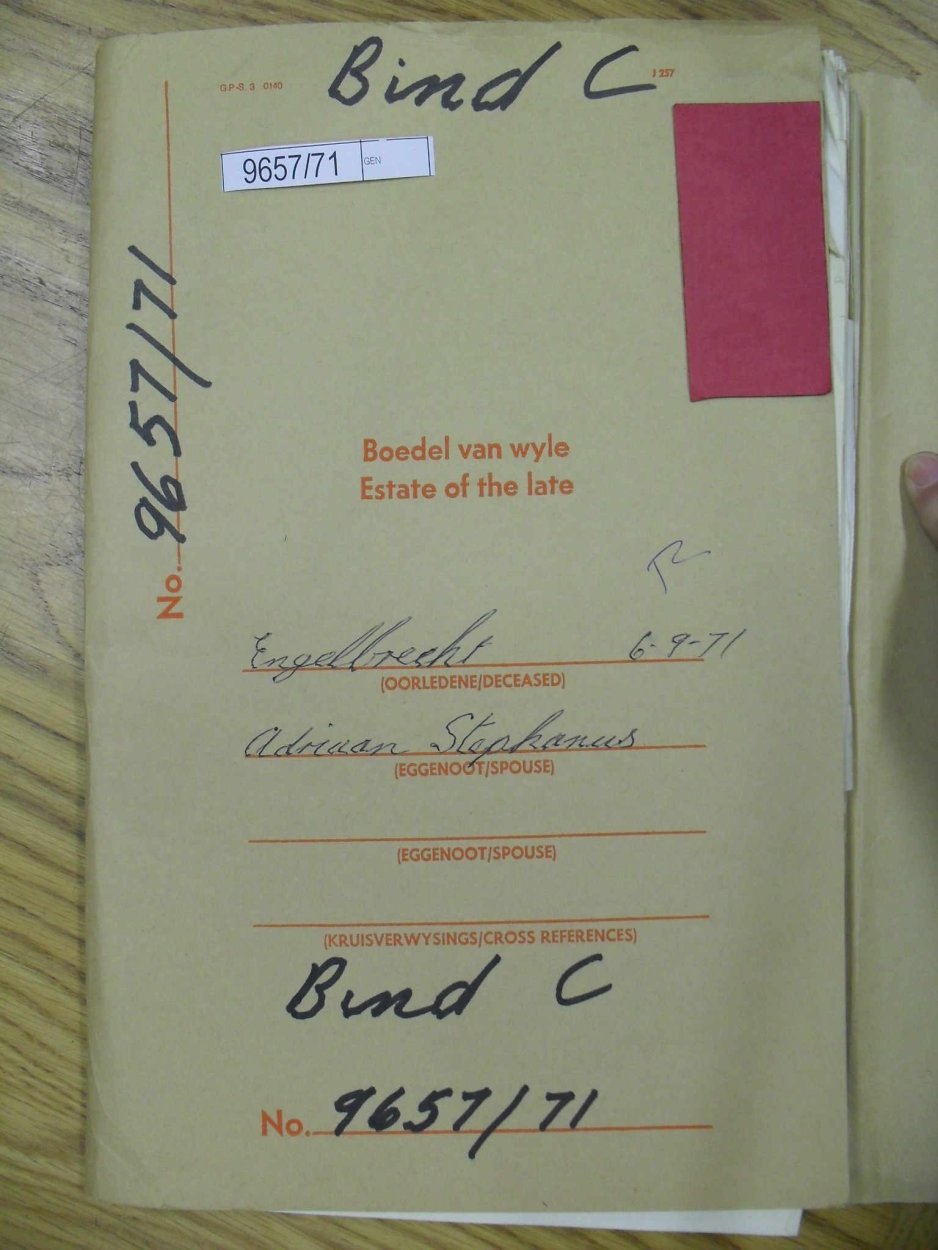 Bind C
G.P.-S. 3 0140
J 257
9657/71 GEN
No. 9657/71
Boedel van wyle
Estate of the late
Engelbrecht 6-9-71
(OORLEDENE/DECEASED)
Adriaan Stephanus
(EGGENOOT/SPOUSE)
(EGGENOOT/SPOUSE)
(KRUISVERWYSINGS/CROSS REFERENCES)
Bind C
No. 9657/71